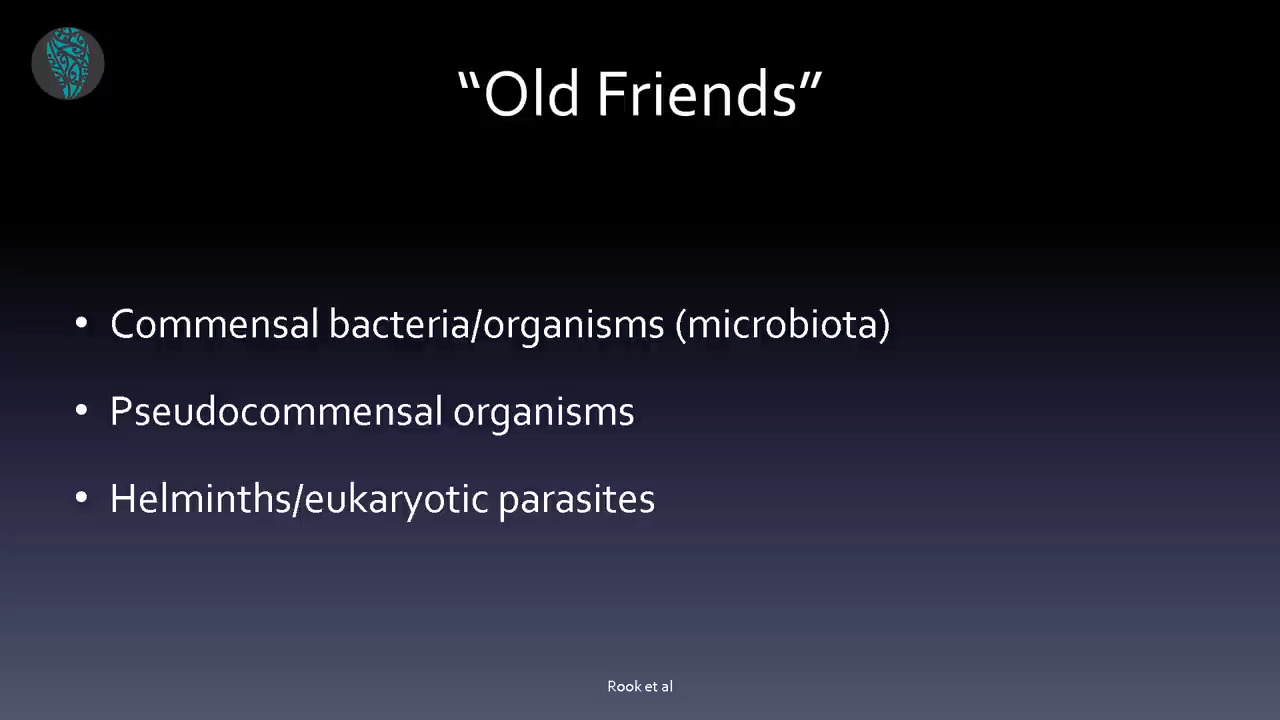 “Old Friends”
• Commensal bacteria/organisms (microbiota)
• Pseudocommensal organisms
• Helminths/eukaryotic parasites
Rook et al